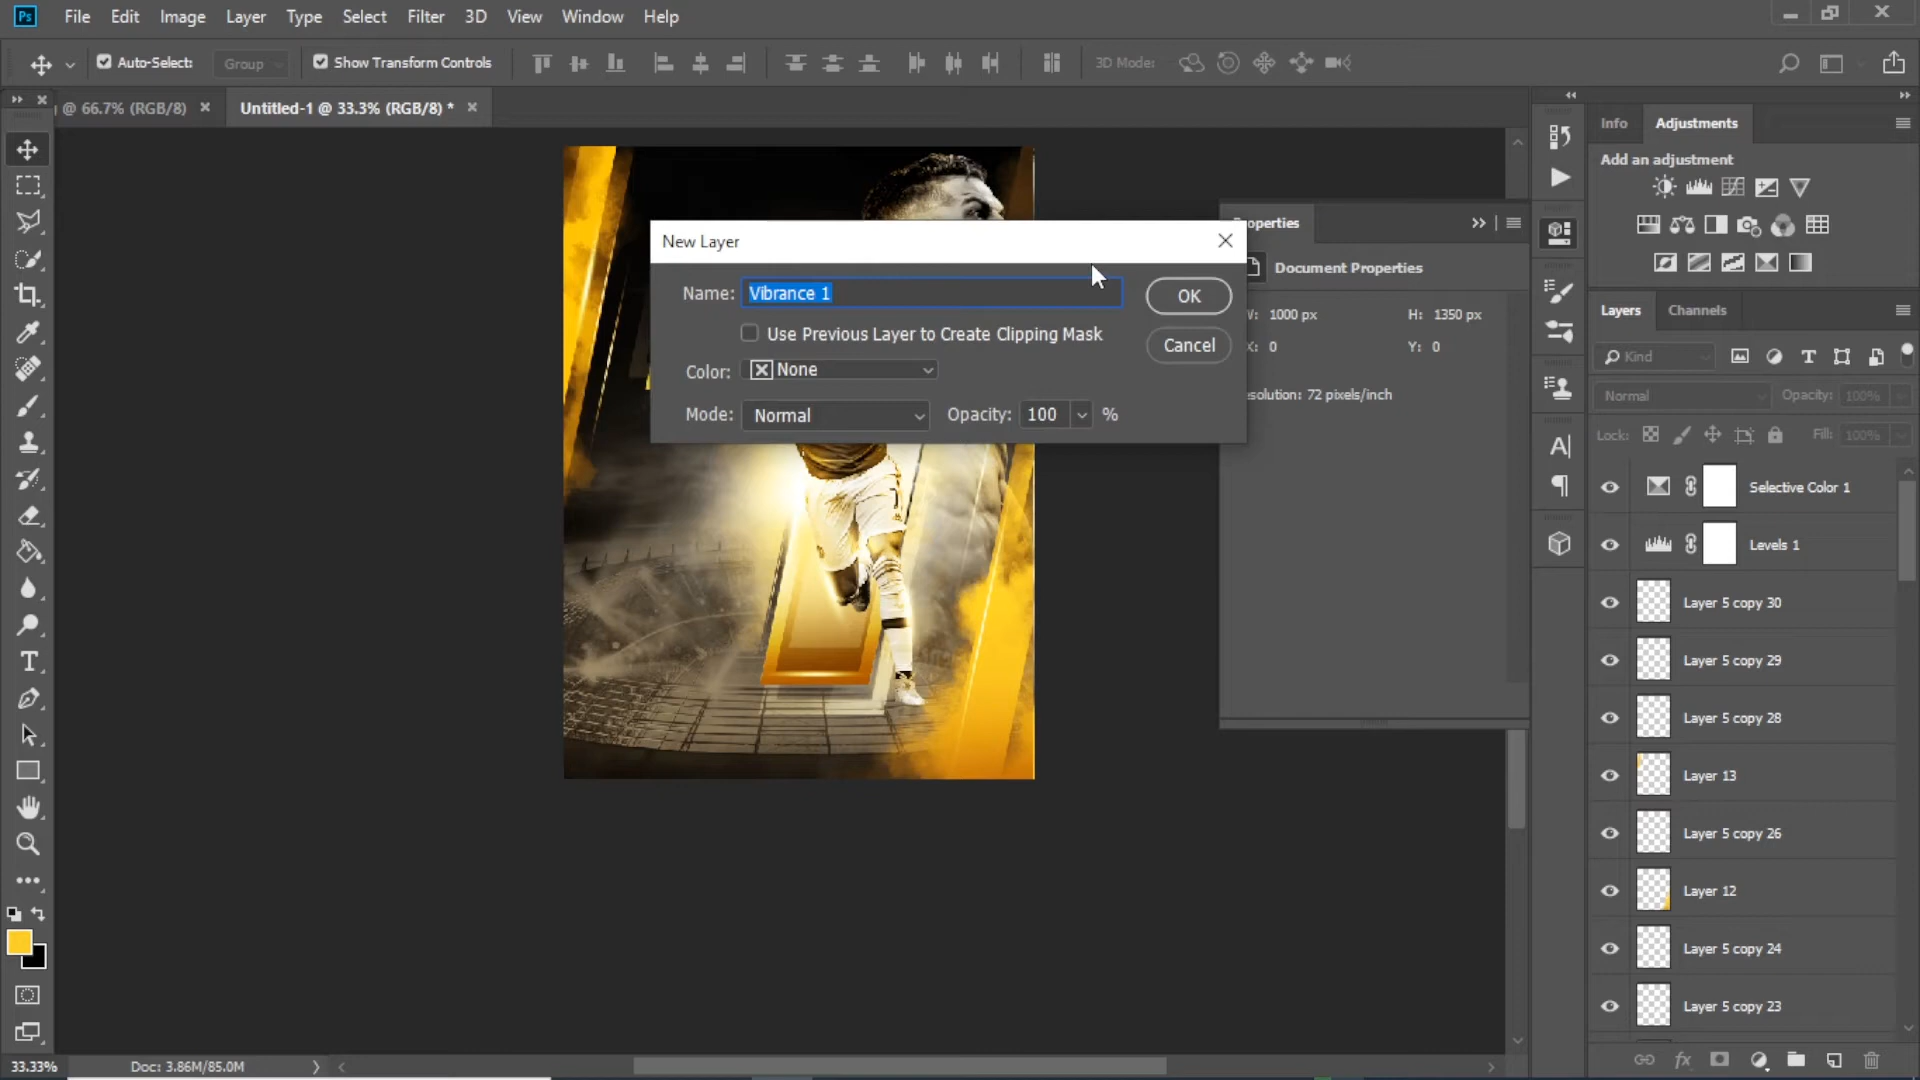 Ps File Edit Image Layer Type Select Filter 3D View Window Help
Auto-Select: Group Show Transform Controls 3D Mode:
@ 66.7% (RGB/8) Untitled-1 @ 33.3% (RGB/8) *
Info Adjustments
Add an adjustment
New Layer
Name: Vibrance 1
OK
Use Previous Layer to Create Clipping Mask
Cancel
Color: None
Mode: Normal Opacity: 100 %
Properties
Document Properties
W: 1000 px H: 1350 px
X: 0 Y: 0
esolution: 72 pixels/inch
Layers Channels
Kind
Normal Opacity: 100%
Lock: Fill: 100%
Selective Color 1
Levels 1
Layer 5 copy 30
Layer 5 copy 29
Layer 5 copy 28
Layer 13
Layer 5 copy 26
Layer 12
Layer 5 copy 24
Layer 5 copy 23
33.33% Doc: 3.86M/85.0M